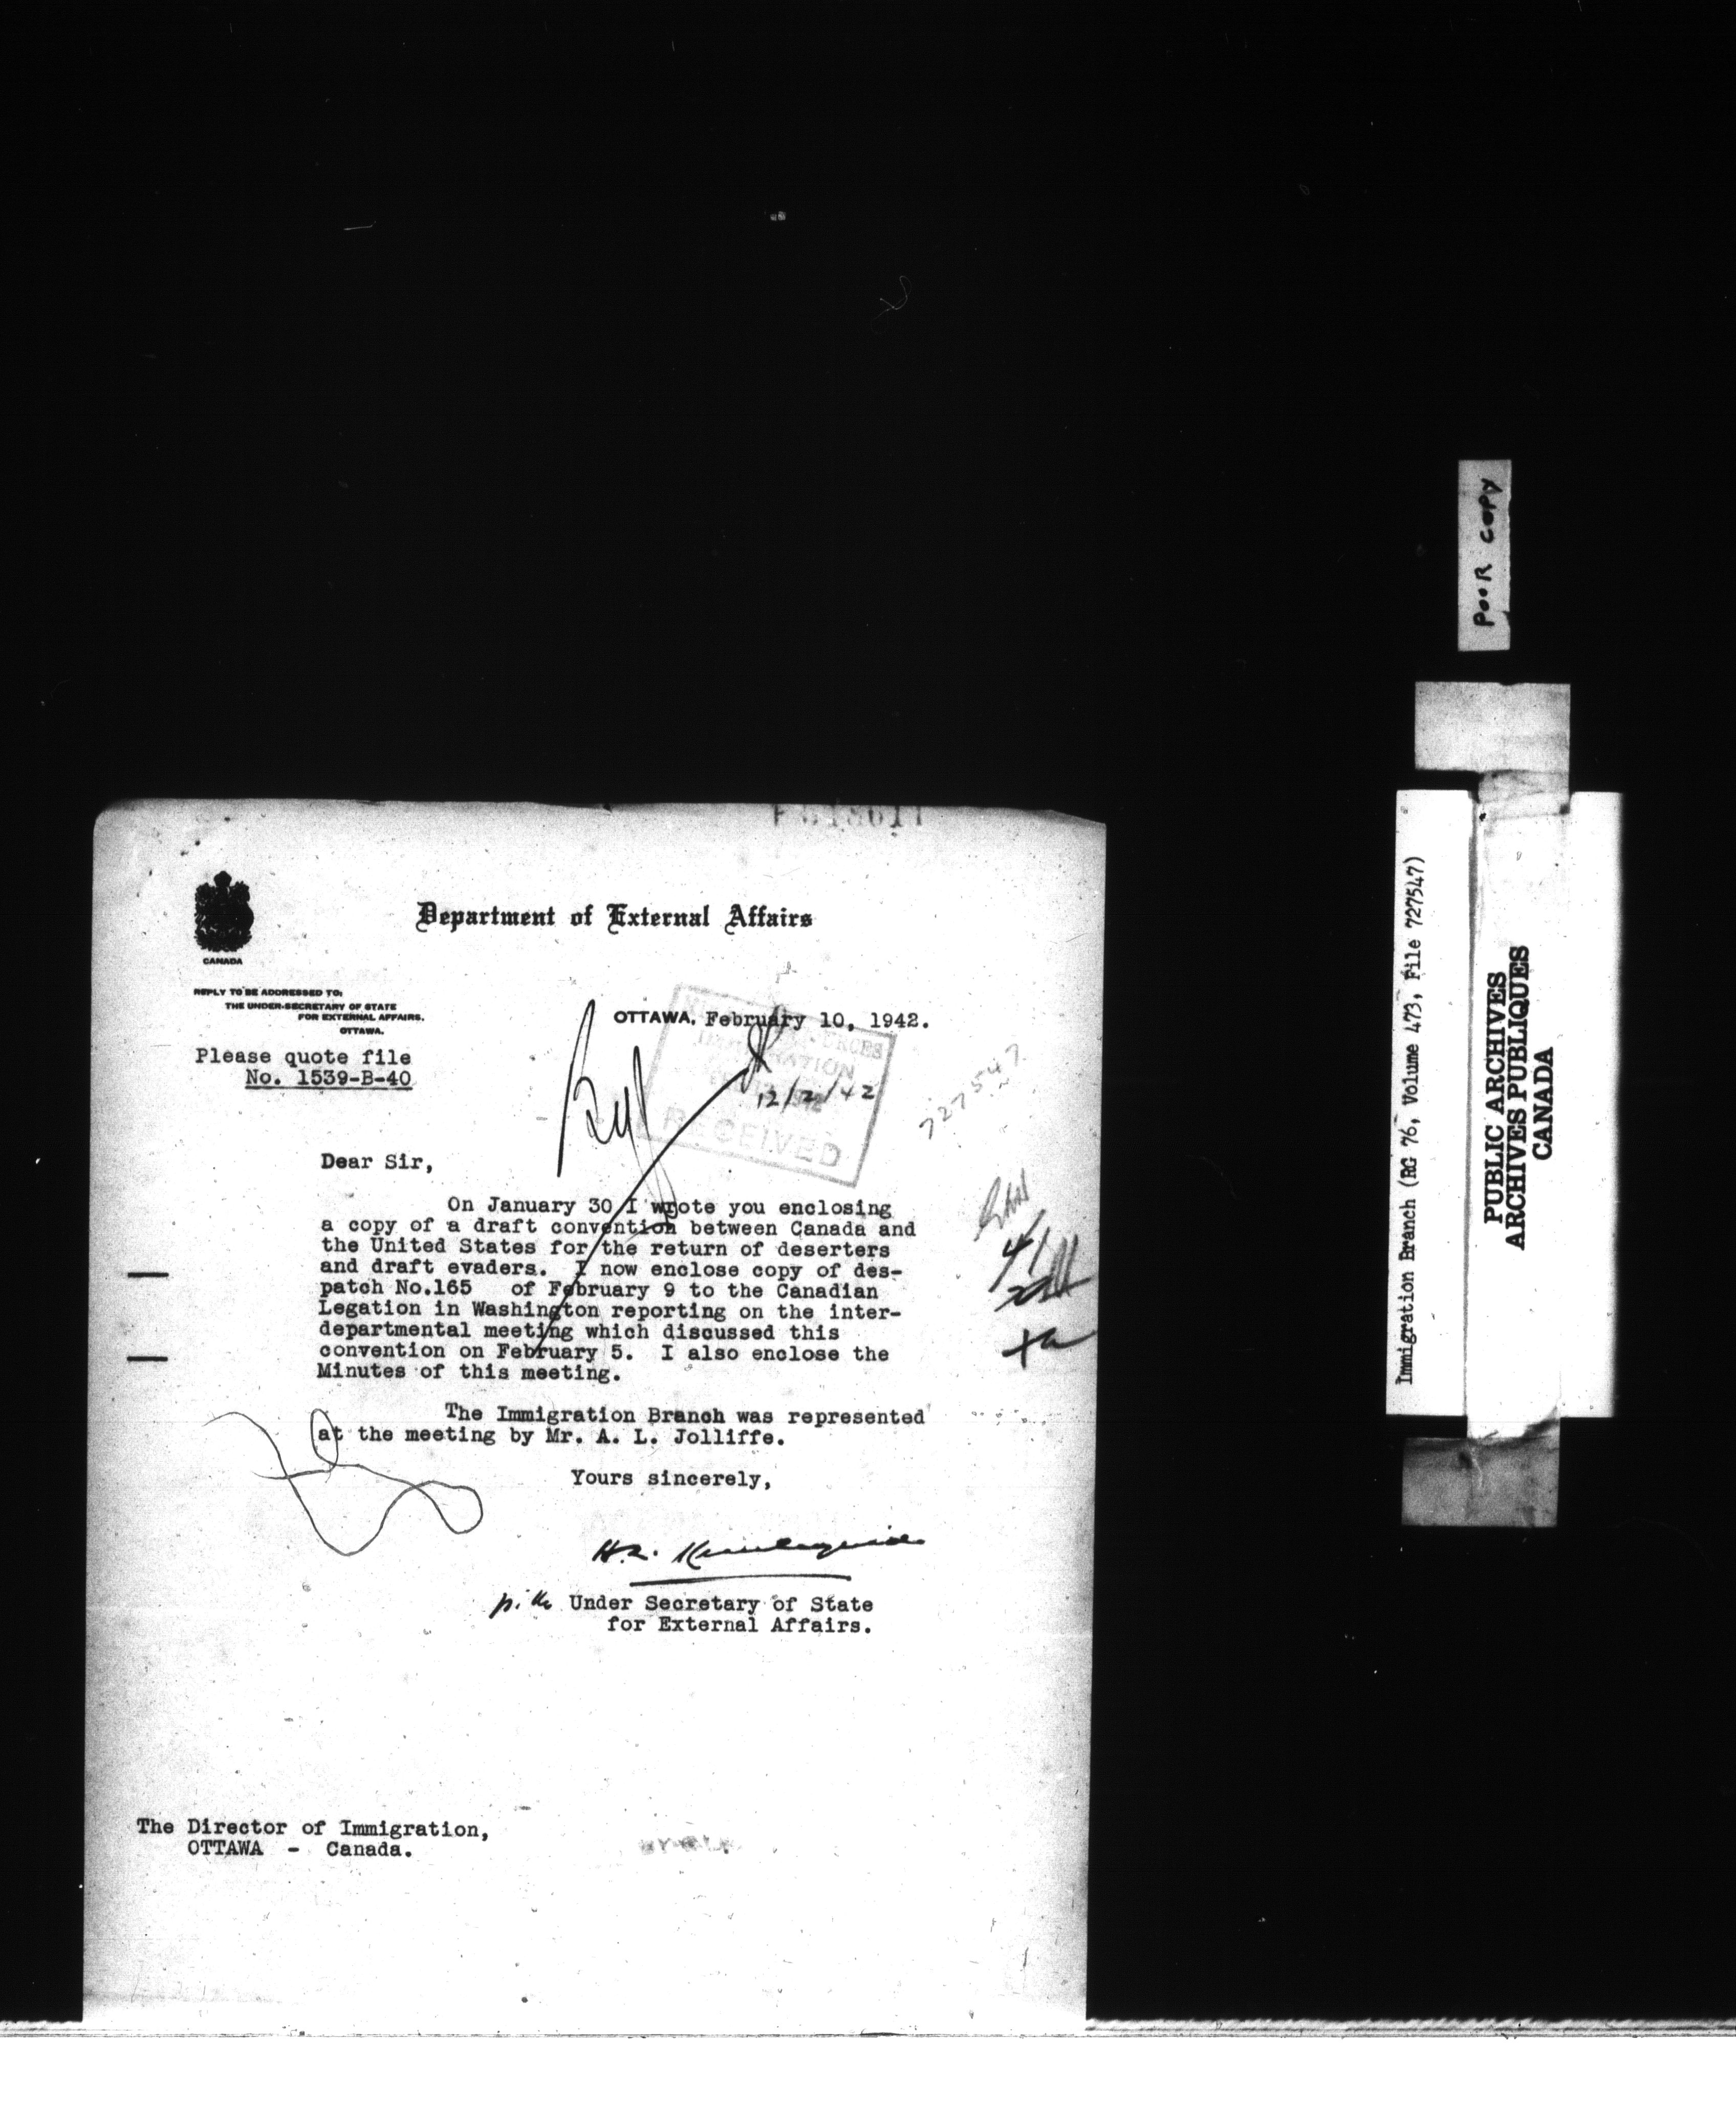 Department of External Affairs
CANADA
REPLY TO BE ADDRESSED TO:
THE UNDER-SECRETARY OF STATE
FOR EXTERNAL AFFAIRS.
OTTAWA.
OTTAWA, February 10, 1942.
Please quote file
No. 1539-B-40
IMMIGRATION
12/2/42
RECEIVED
727547
Dear Sir,
On January 30 I wrote you enclosing
a copy of a draft convention between Canada and
the United States for the return of deserters
and draft evaders. I now enclose copy of des-
patch No.165 of February 9 to the Canadian
Legation in Washington reporting on the inter-
departmental meeting which discussed this
convention on February 5. I also enclose the
Minutes of this meeting.
The Immigration Branch was represented
at the meeting by Mr. A. L. Jolliffe.
Yours sincerely,
Under Secretary of State
for External Affairs.
The Director of Immigration,
OTTAWA - Canada.
POOR COPY
Immigration Branch (RG 76, Volume 473, File 727547)
PUBLIC ARCHIVES
ARCHIVES PUBLIQUES
CANADA